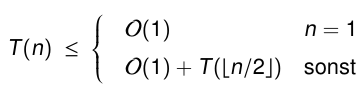 T(n) ≤ { O(1) n = 1
O(1) + T(⌊n/2⌋) sonst